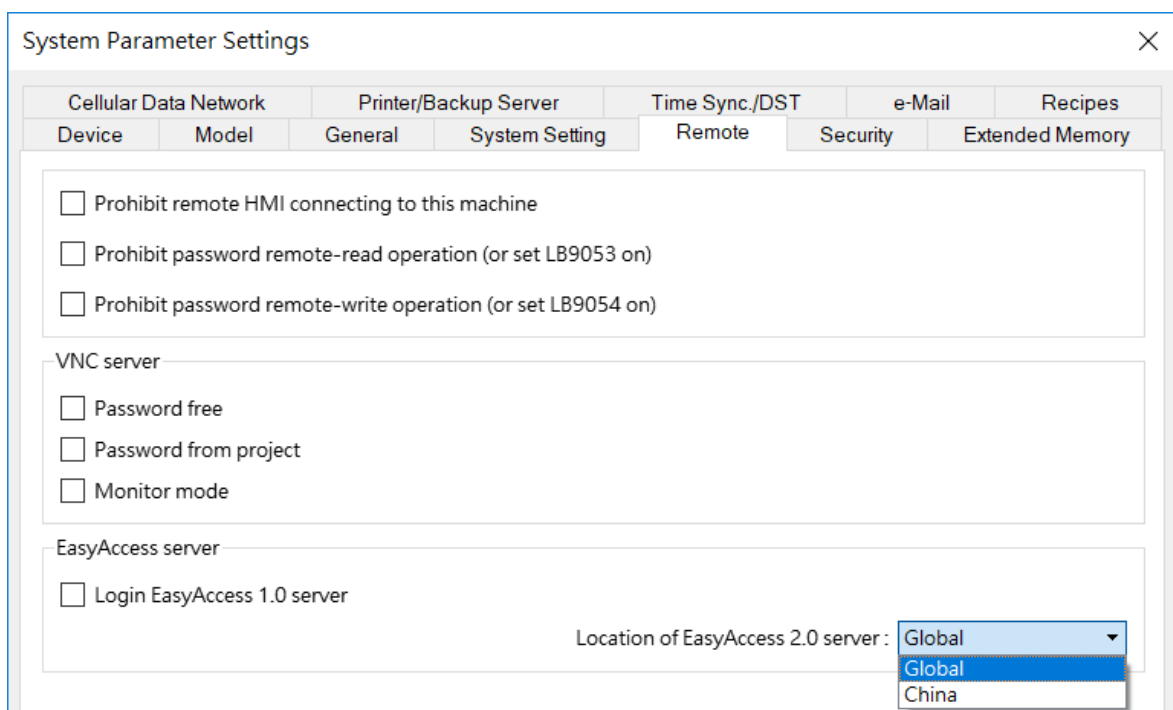 System Parameter Settings
Cellular Data Network Printer/Backup Server Time Sync./DST e-Mail Recipes
Device Model General System Setting Remote Security Extended Memory
Prohibit remote HMI connecting to this machine
Prohibit password remote-read operation (or set LB9053 on)
Prohibit password remote-write operation (or set LB9054 on)
VNC server
Password free
Password from project
Monitor mode
EasyAccess server
Login EasyAccess 1.0 server
Location of EasyAccess 2.0 server : Global
Global
China